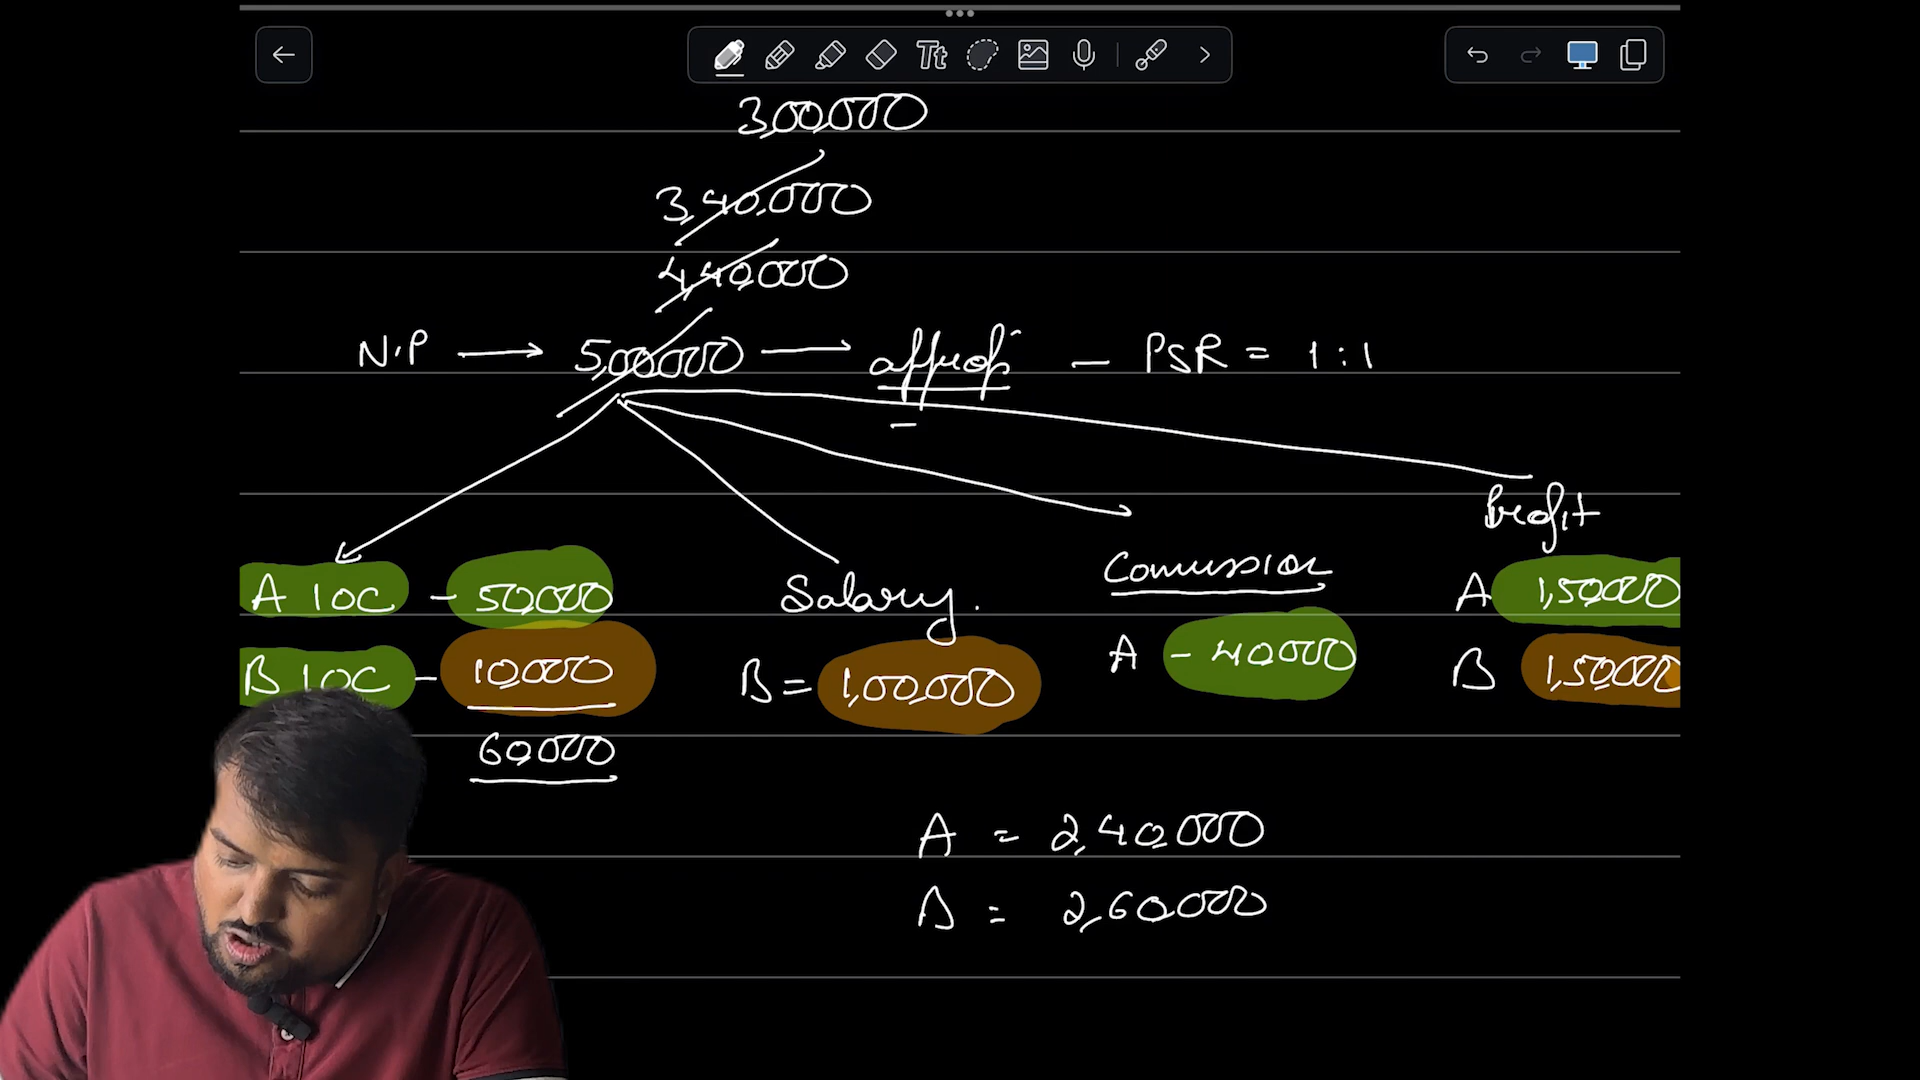 Tt
3,00,000
3,40,000
4,40,000
N.P → 5,00,000 → approp - PSR = 1:1
Profit
A IOC - 50,000
Salary.
Commission
A 1,50,000
B IOC - 10,000
B = 1,00,000
A - 40,000
B 1,50,000
60,000
A = 2,40,000
B = 2,60,000